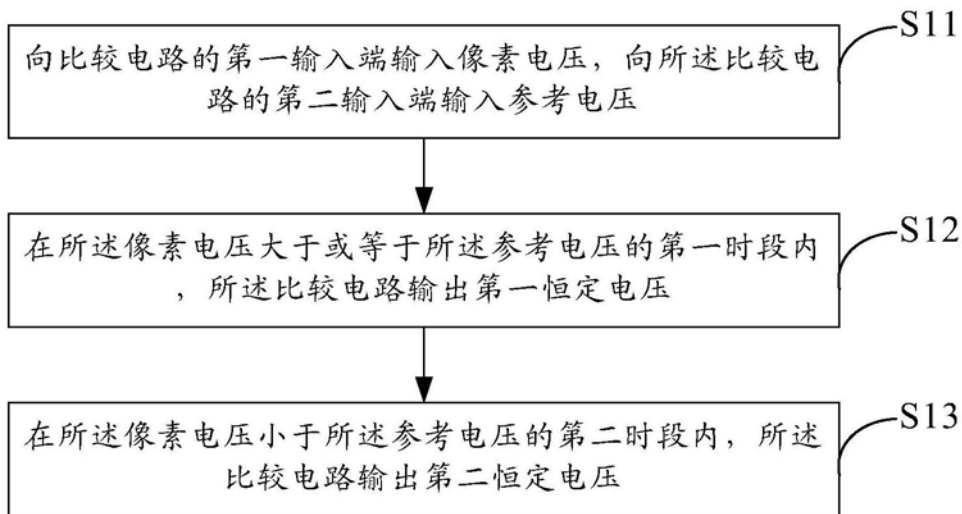 S11
向比较电路的第一输入端输入像素电压，向所述比较电
路的第二输入端输入参考电压
S12
在所述像素电压大于或等于所述参考电压的第一时段内
，所述比较电路输出第一恒定电压
S13
在所述像素电压小于所述参考电压的第二时段内，所述
比较电路输出第二恒定电压